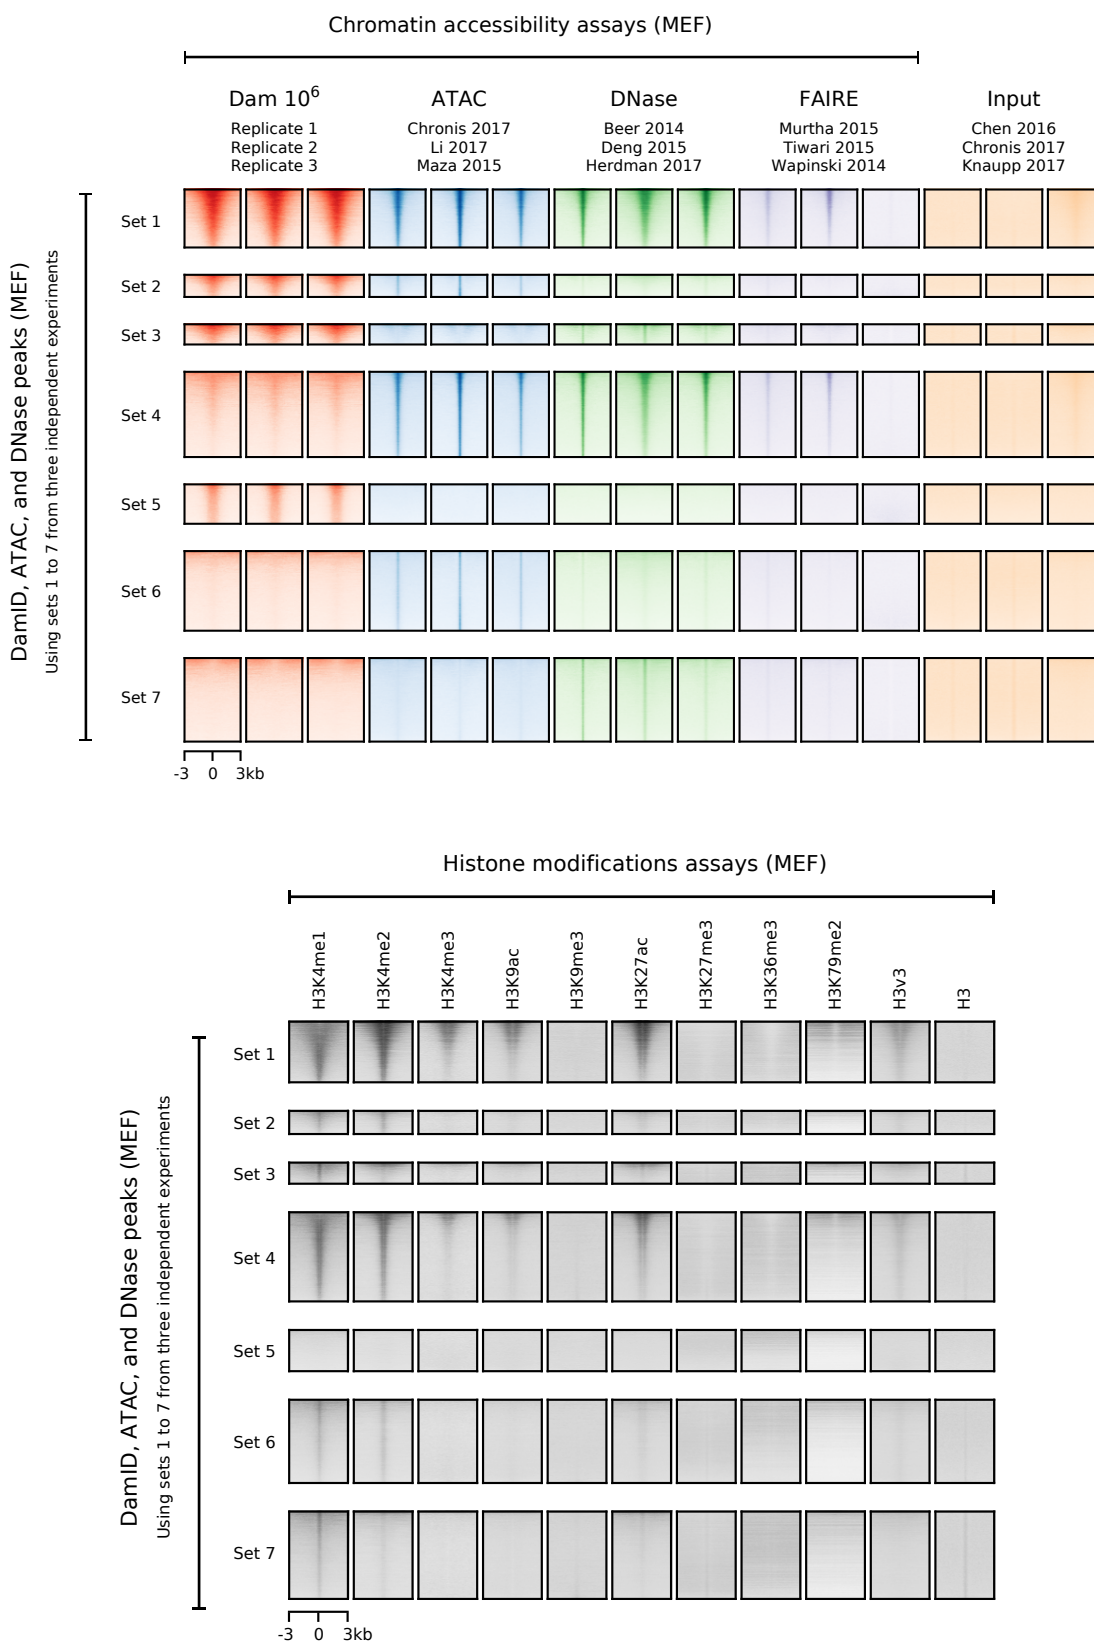 Chromatin accessibility assays (MEF)
Dam 10⁶ ATAC DNase FAIRE Input
Replicate 1 Chronis 2017 Beer 2014 Murtha 2015 Chen 2016
Replicate 2 Li 2017 Deng 2015 Tiwari 2015 Chronis 2017
Replicate 3 Maza 2015 Herdman 2017 Wapinski 2014 Knaupp 2017
DamID, ATAC, and DNase peaks (MEF)
Using sets 1 to 7 from three independent experiments
Set 1
Set 2
Set 3
Set 4
Set 5
Set 6
Set 7
-3 0 3kb
Histone modifications assays (MEF)
H3K4me1 H3K4me2 H3K4me3 H3K9ac H3K9me3 H3K27ac H3K27me3 H3K36me3 H3K79me2 H3v3 H3
DamID, ATAC, and DNase peaks (MEF)
Using sets 1 to 7 from three independent experiments
Set 1
Set 2
Set 3
Set 4
Set 5
Set 6
Set 7
-3 0 3kb